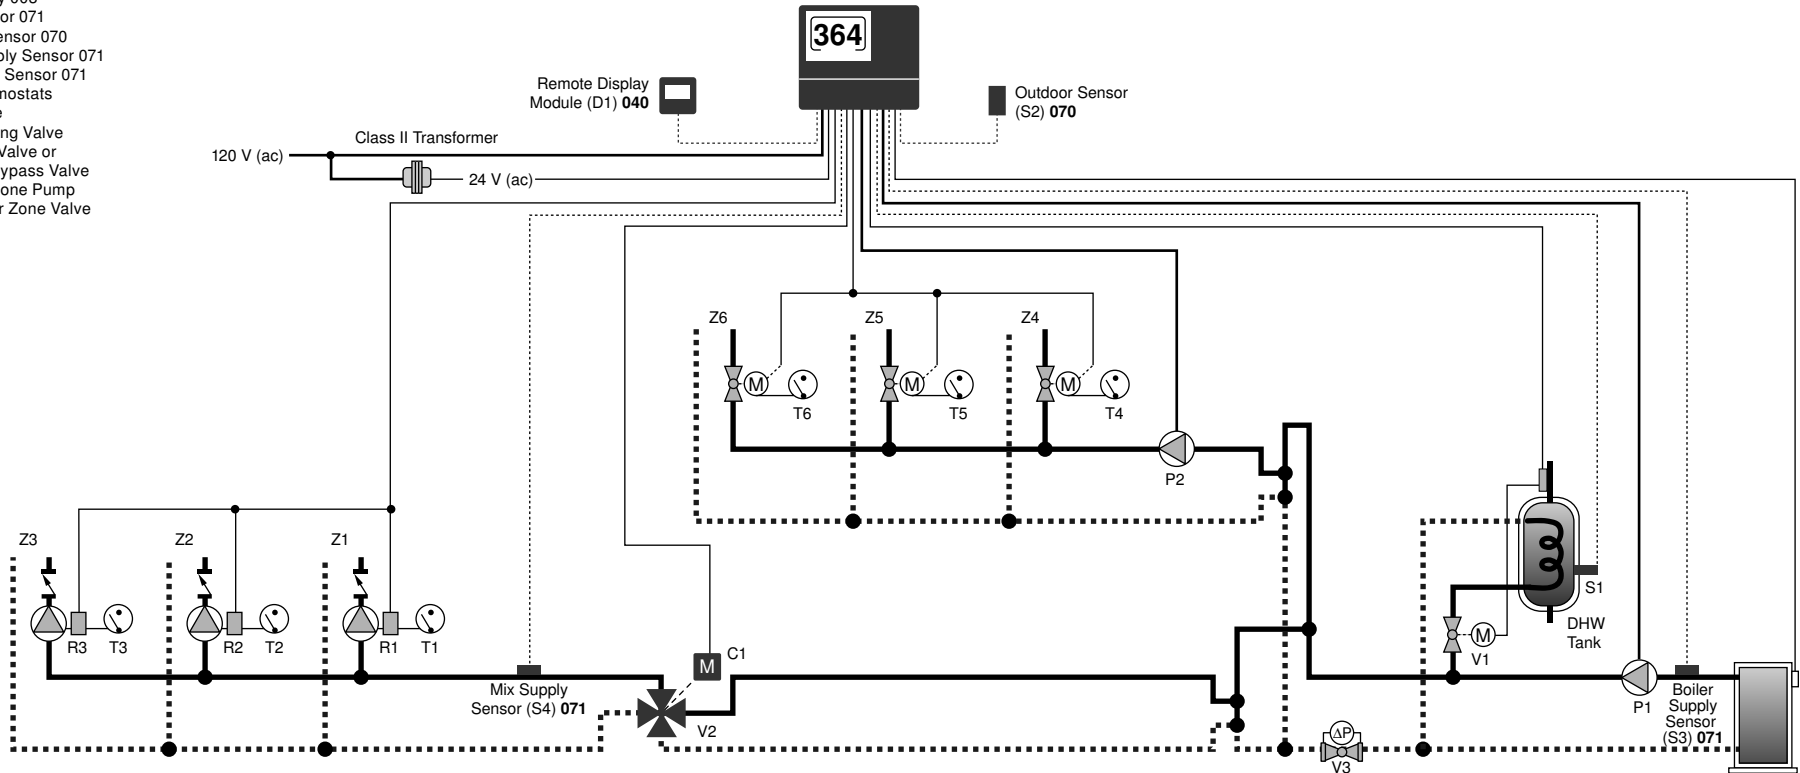 or 071
ensor 070
ply Sensor 071
Sensor 071
mostats
e
ng Valve
Valve or
ypass Valve
one Pump
r Zone Valve
364
Remote Display
Module (D1) 040
Outdoor Sensor
(S2) 070
Class II Transformer
120 V (ac)
24 V (ac)
Z6
Z5
Z4
M
M
M
T6
T5
T4
P2
Z3
Z2
Z1
R3
T3
R2
T2
R1
T1
Mix Supply
Sensor (S4) 071
M
C1
V2
S1
DHW
Tank
M
V1
P1
Boiler
Supply
Sensor
(S3) 071
ΔP
V3